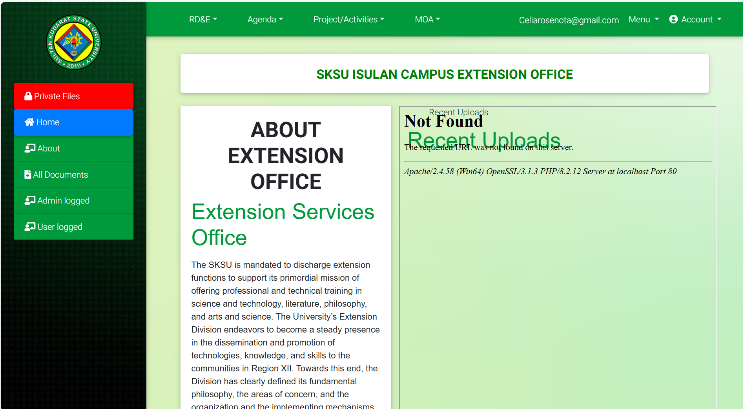 SULTAN KUDARAT STATE UNIVERSITY
2010
RD&E
Agenda
Project/Activities
MOA
Celiarosenota@gmail.com
Menu
Account
Private Files
Home
About
All Documents
Admin logged
User logged
SKSU ISULAN CAMPUS EXTENSION OFFICE
ABOUT
EXTENSION
OFFICE
Extension Services
Office
The SKSU is mandated to discharge extension
functions to support its primordial mission of
offering professional and technical training in
science and technology, literature, philosophy,
and arts and science. The University's Extension
Division endeavors to become a steady presence
in the dissemination and promotion of
technologies, knowledge, and skills to the
communities in Region XII. Towards this end, the
Division has clearly defined its fundamental
philosophy, the areas of concern, and the
organization and the implementing mechanisms
Recent Uploads
Not Found
Recent Uploads
The requested URL was not found on this server.
Apache/2.4.58 (Win64) OpenSSL/3.1.3 PHP/8.2.12 Server at localhost Port 80